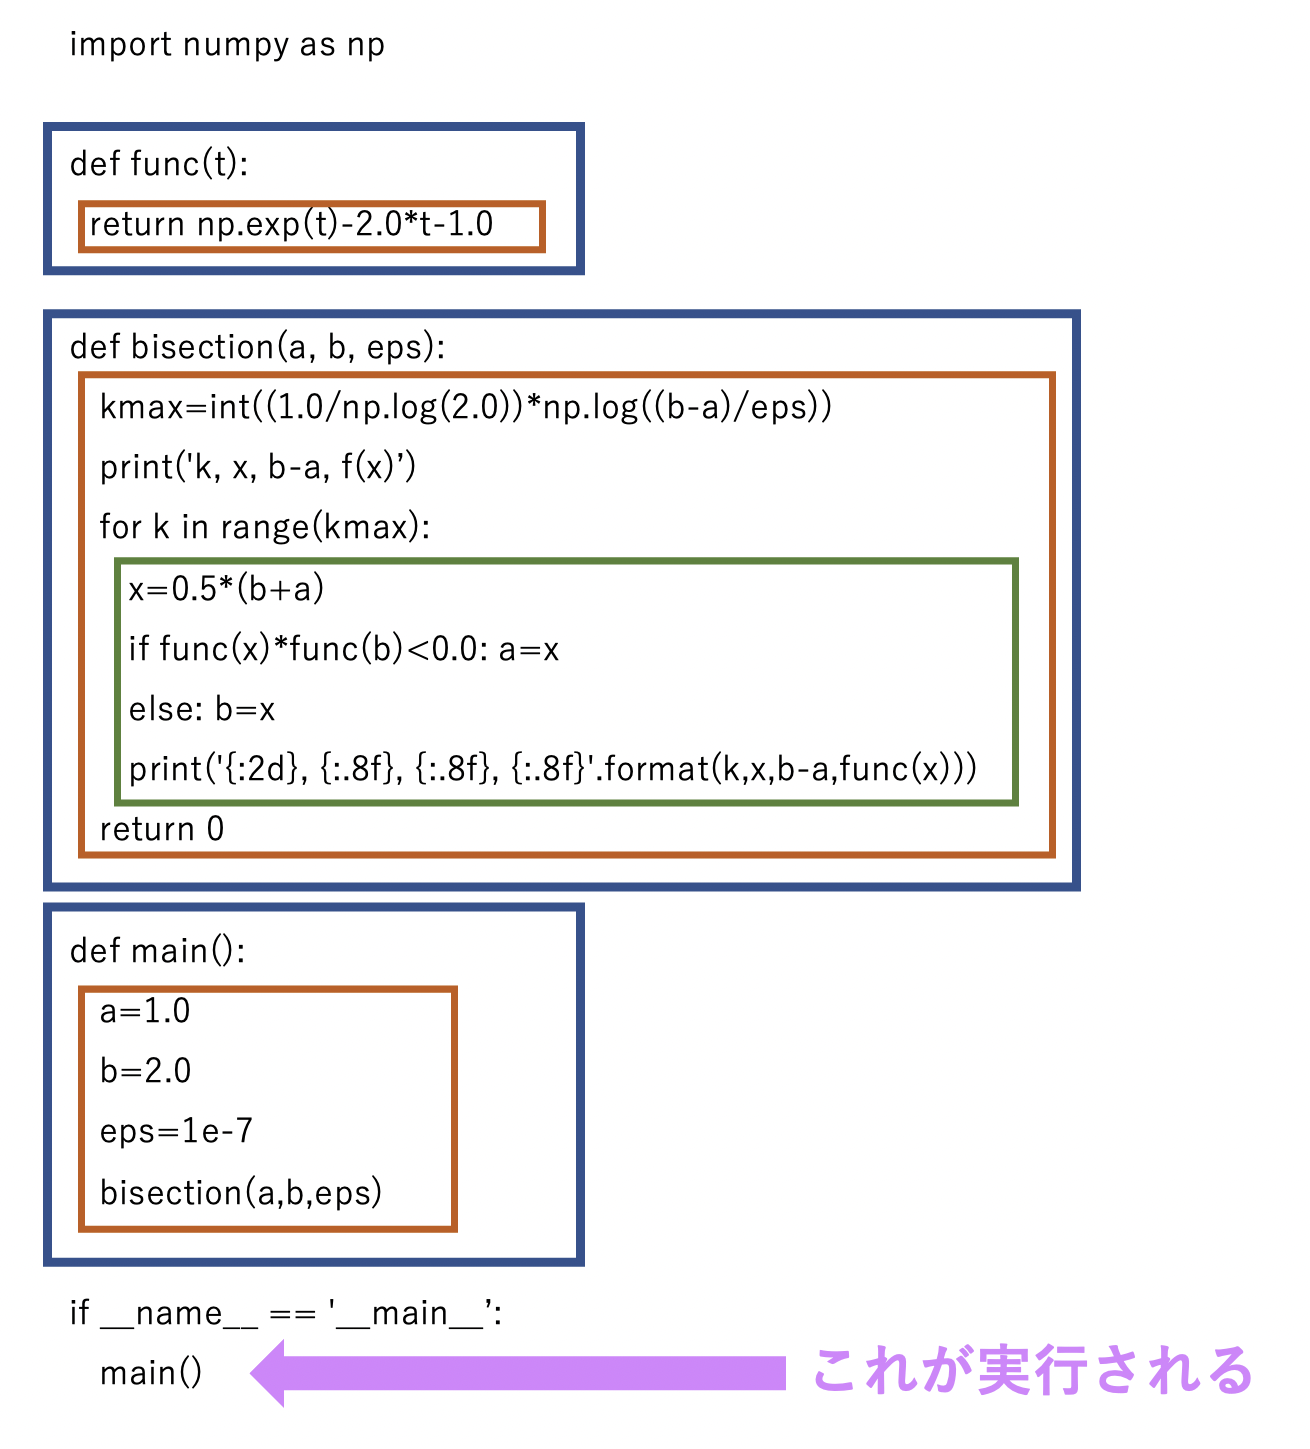 import numpy as np
def func(t):
return np.exp(t)-2.0*t-1.0
def bisection(a, b, eps):
kmax=int((1.0/np.log(2.0))*np.log((b-a)/eps))
print('k, x, b-a, f(x)’)
for k in range(kmax):
x=0.5*(b+a)
if func(x)*func(b)<0.0: a=x
else: b=x
print('{:2d}, {:.8f}, {:.8f}, {:.8f}'.format(k,x,b-a,func(x)))
return 0
def main():
a=1.0
b=2.0
eps=1e-7
bisection(a,b,eps)
if __name__ == '__main__’:
main()
これが実行される